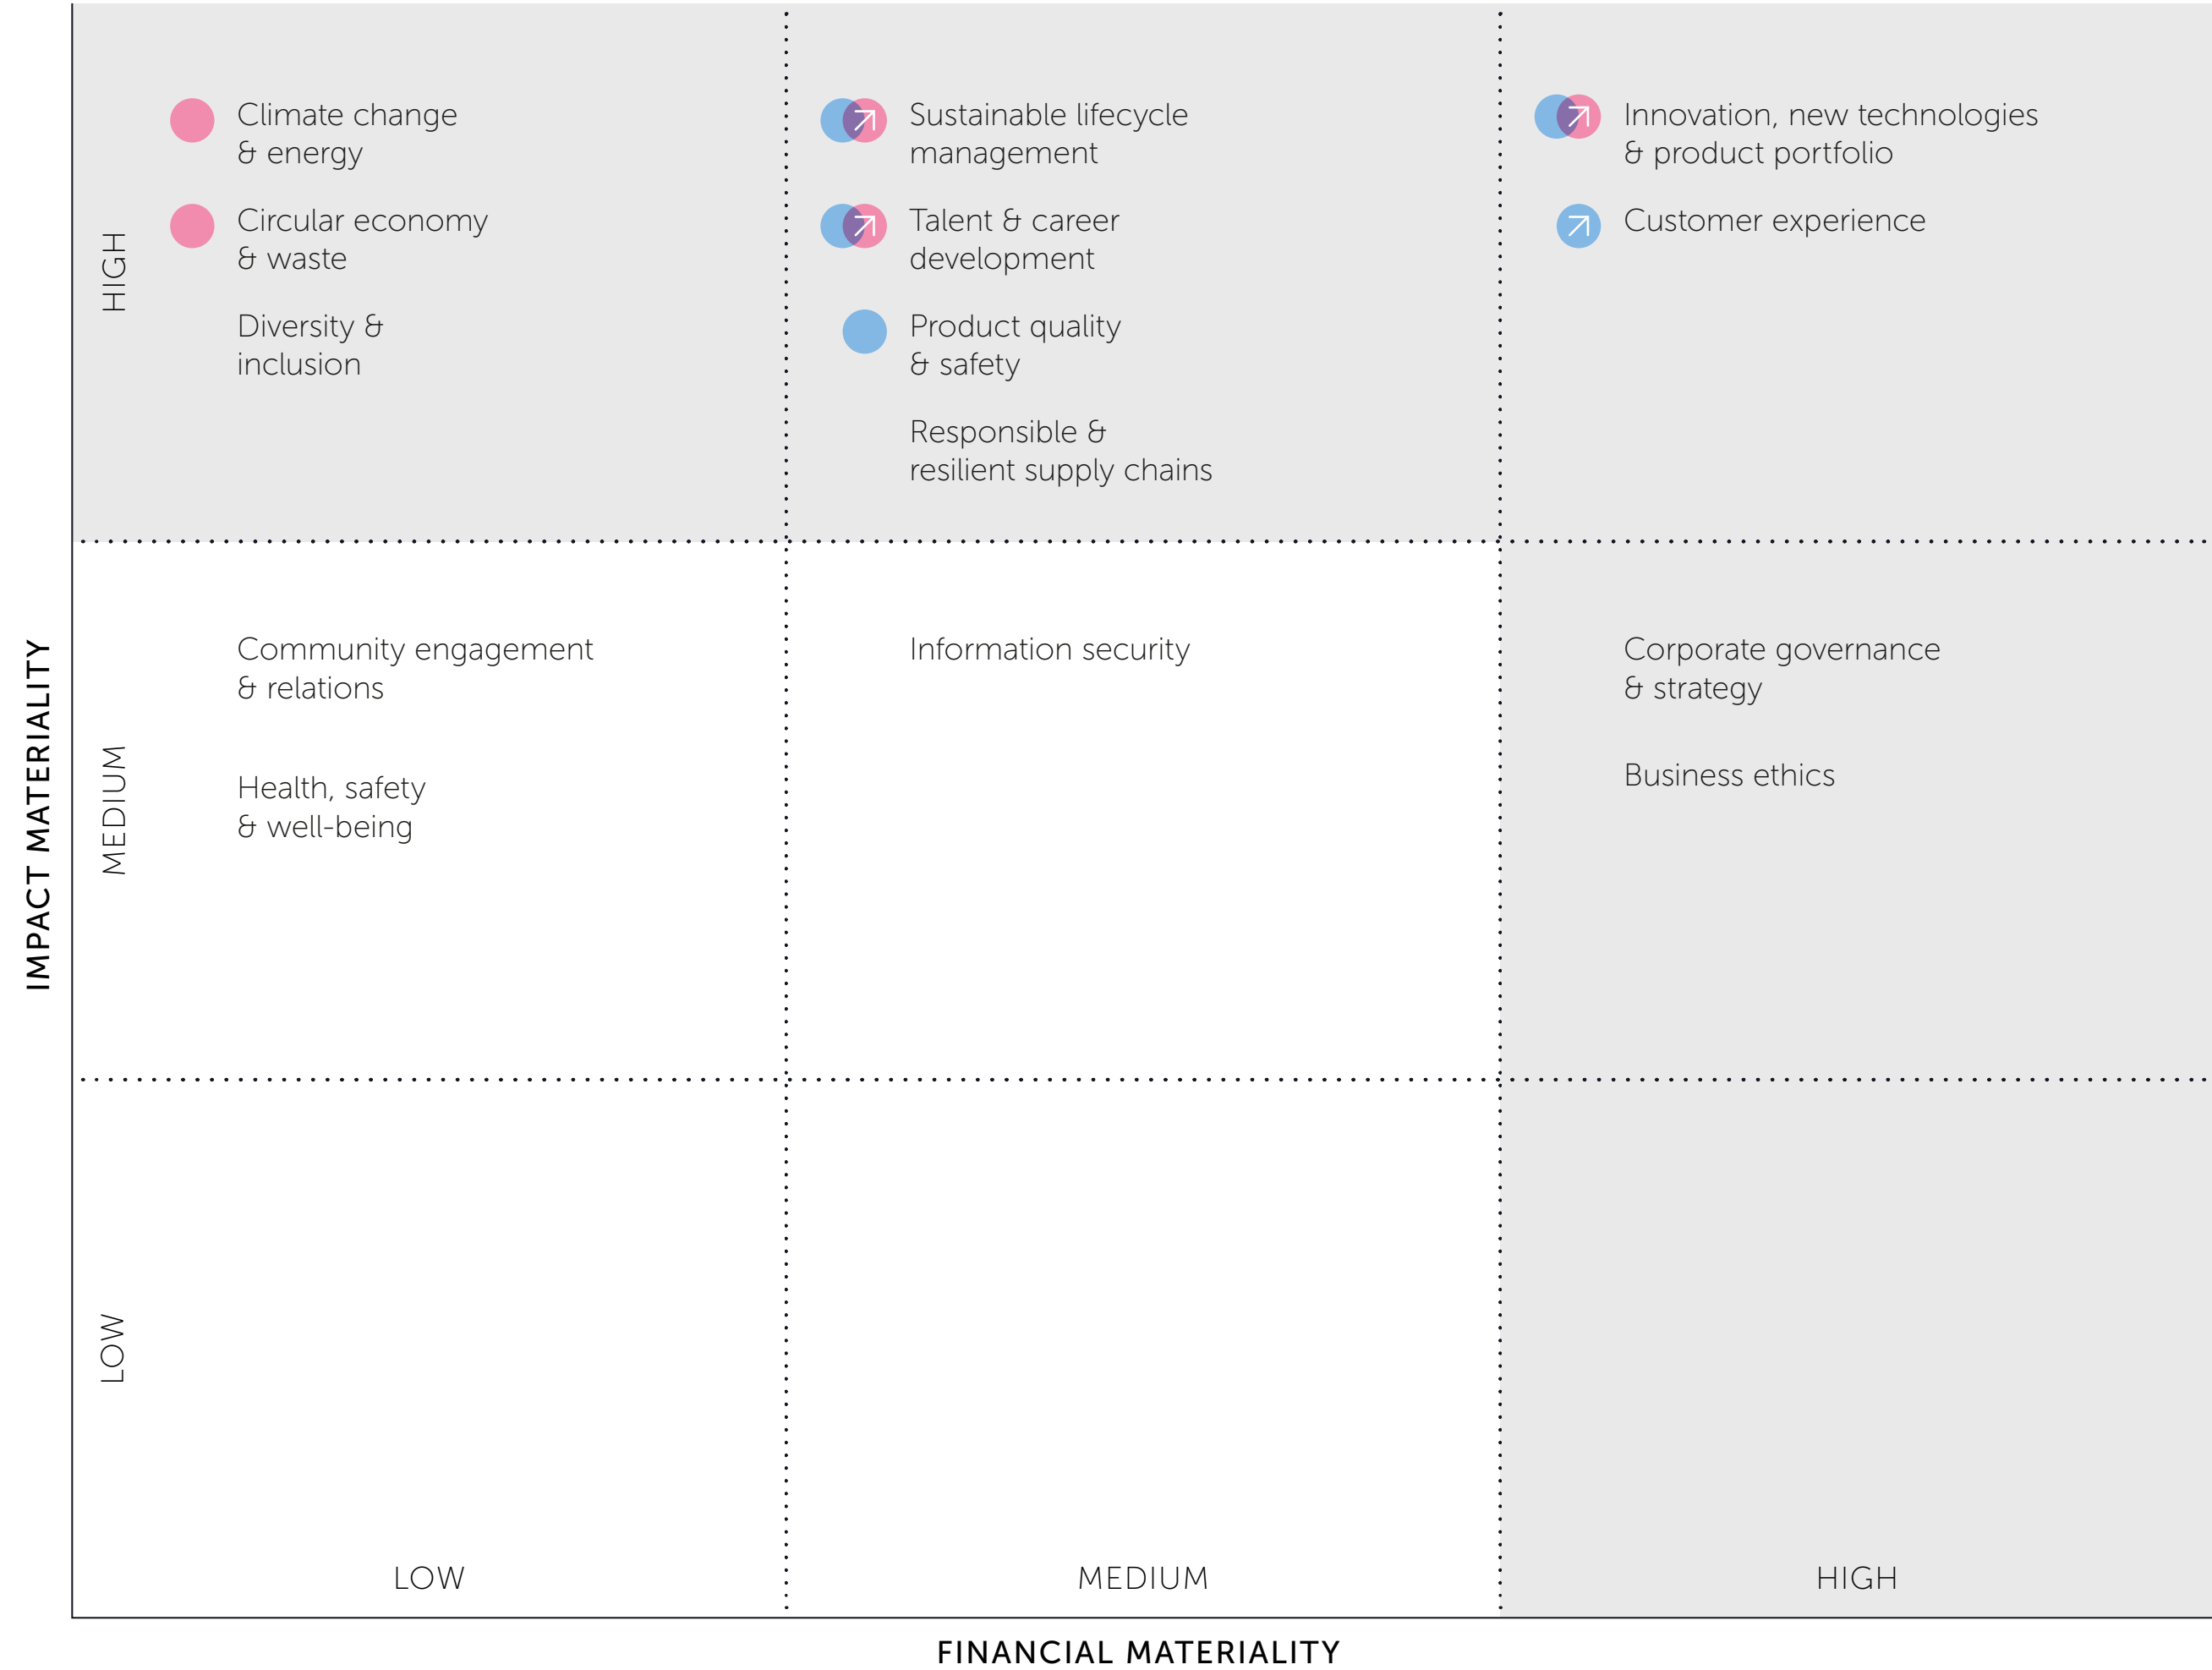 IMPACT MATERIALITY
HIGH
Climate change
& energy
Circular economy
& waste
Diversity &
inclusion
Sustainable lifecycle
management
Talent & career
development
Product quality
& safety
Responsible &
resilient supply chains
Innovation, new technologies
& product portfolio
Customer experience
MEDIUM
Community engagement
& relations
Health, safety
& well-being
Information security
Corporate governance
& strategy
Business ethics
LOW
LOW
MEDIUM
HIGH
FINANCIAL MATERIALITY